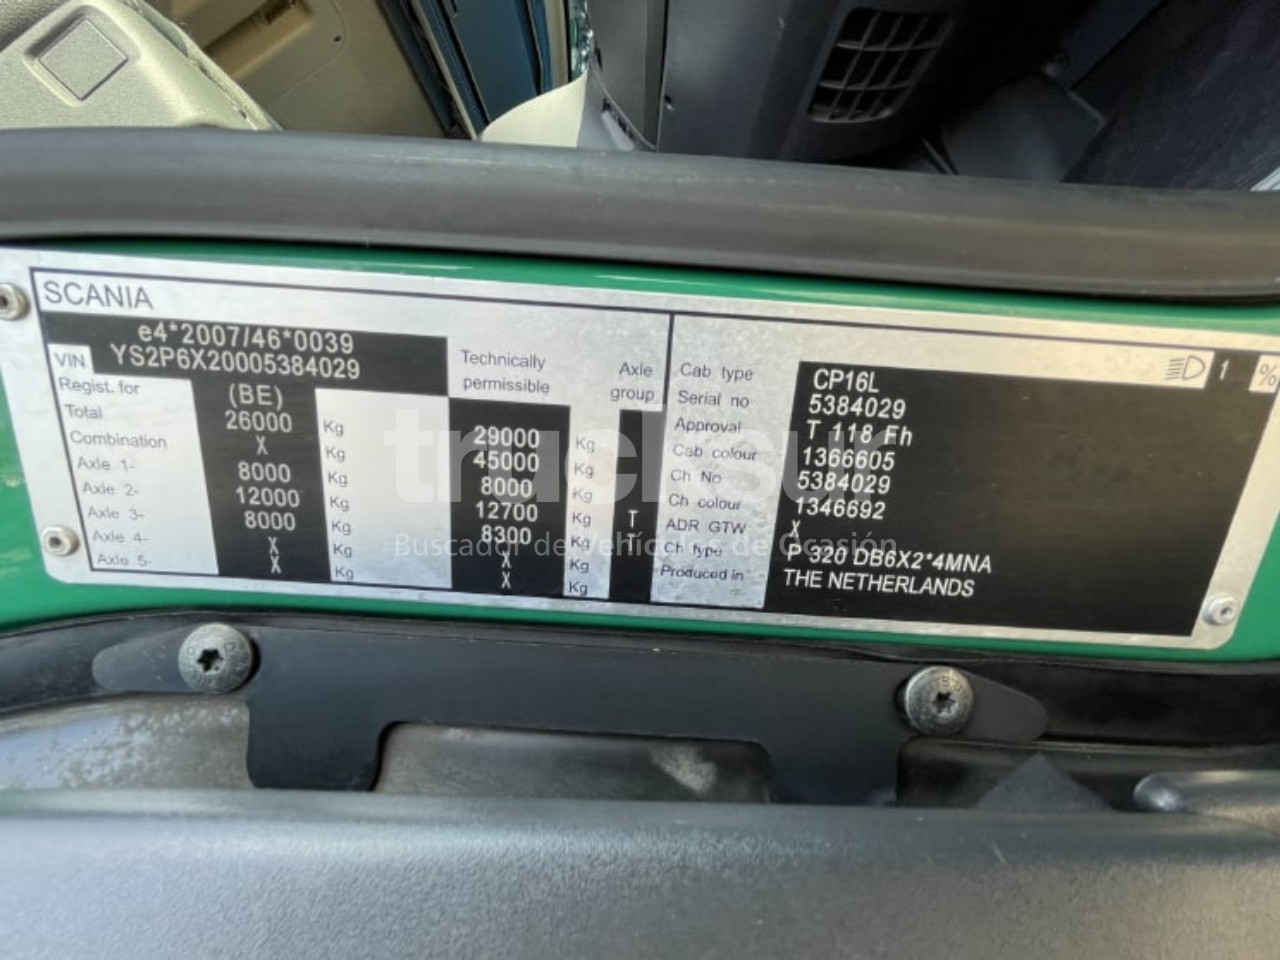 SCANIA
e4*2007/46*0039
VIN YS2P6X20005384029
Regist. for (BE) Technically permissible Axle group
Total 26000 Kg 29000 Kg
Combination X Kg 45000 Kg
Axle 1- 8000 Kg 8000 Kg
Axle 2- 12000 Kg 12700 Kg T
Axle 3- 8000 Kg 8300 Kg T
Axle 4- X Kg X Kg
Axle 5- X Kg X Kg
Cab type CP16L
Serial no 5384029
Approval T 118 Fh
Cab colour 1366605
Ch No 5384029
Ch colour 1346692
ADR GTW X
Ch type P 320 DB6X2*4MNA
Produced in THE NETHERLANDS
1 %
trucksur
Buscador de Vehículos de Ocasión